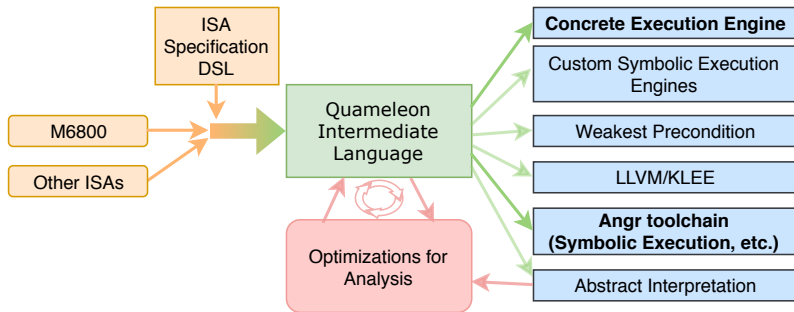 ISA
Specification
DSL
M6800
Other ISAs
Quameleon
Intermediate
Language
Optimizations for
Analysis
Concrete Execution Engine
Custom Symbolic Execution
Engines
Weakest Precondition
LLVM/KLEE
Angr toolchain
(Symbolic Execution, etc.)
Abstract Interpretation